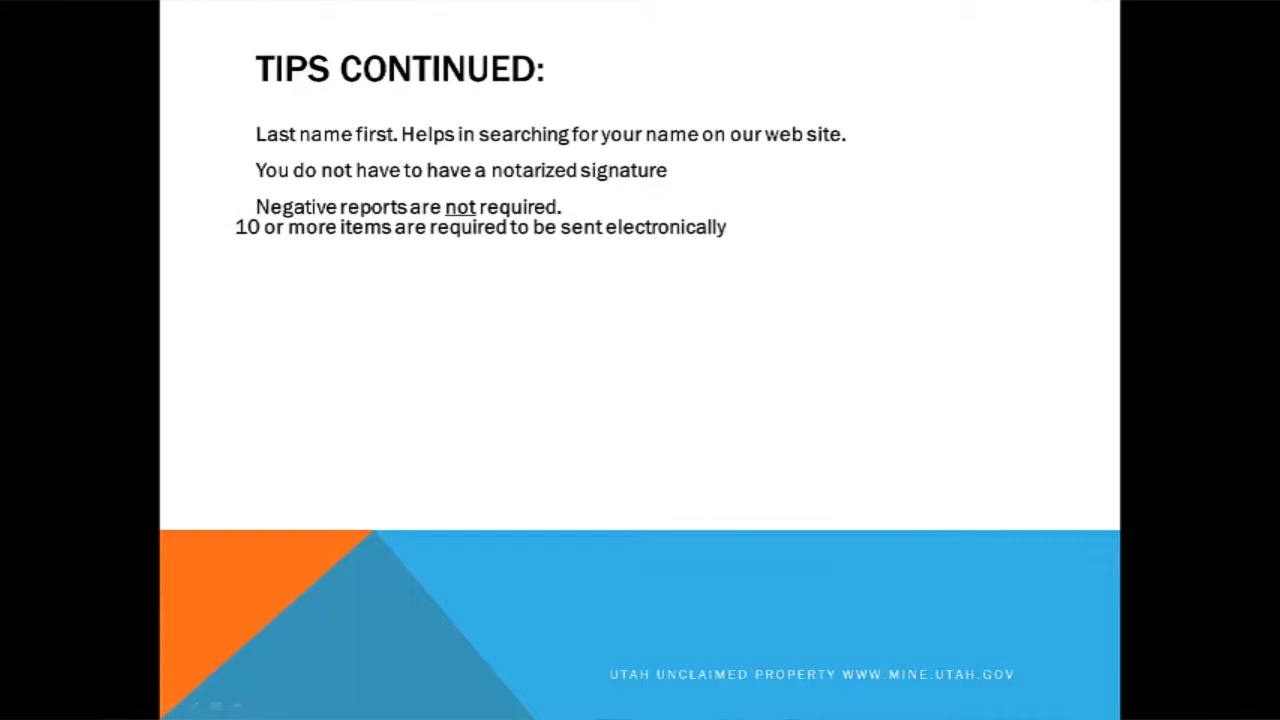 TIPS CONTINUED:
Last name first. Helps in searching for your name on our web site.
You do not have to have a notarized signature
Negative reports are not required.
10 or more items are required to be sent electronically
UTAH UNCLAIMED PROPERTY WWW.MINE.UTAH.GOV